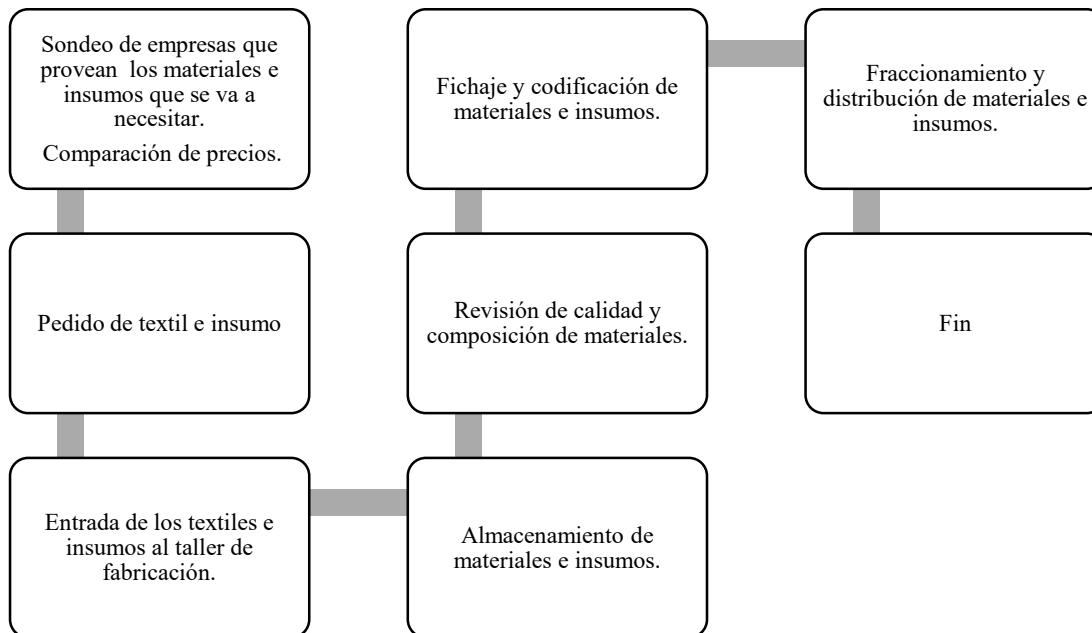 Sondeo de empresas que
provean los materiales e
insumos que se va a
necesitar.
Comparación de precios.
Pedido de textil e insumo
Entrada de los textiles e
insumos al taller de
fabricación.
Almacenamiento de
materiales e insumos.
Revisión de calidad y
composición de materiales.
Fichaje y codificación de
materiales e insumos.
Fraccionamiento y
distribución de materiales e
insumos.
Fin